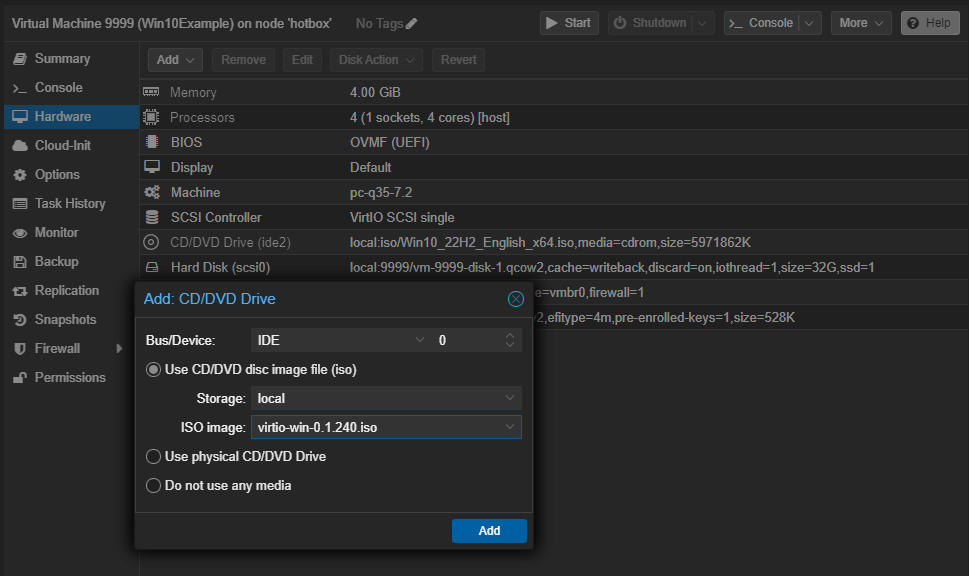 Virtual Machine 9999 (Win10Example) on node 'hotbox' No Tags Start Shutdown Console More Help
Summary
Console
Hardware
Cloud-Init
Options
Task History
Monitor
Backup
Replication
Snapshots
Firewall
Permissions
Add Remove Edit Disk Action Revert
Memory 4.00 GiB
Processors 4 (1 sockets, 4 cores) [host]
BIOS OVMF (UEFI)
Display Default
Machine pc-q35-7.2
SCSI Controller VirtIO SCSI single
CD/DVD Drive (ide2) local:iso/Win10_22H2_English_x64.iso,media=cdrom,size=5971862K
Hard Disk (scsi0) local:9999/vm-9999-disk-1.qcow2,cache=writeback,discard=on,iothread=1,size=32G,ssd=1
e=vmbr0,firewall=1
v2,efitype=4m,pre-enrolled-keys=1,size=528K
Add: CD/DVD Drive
Bus/Device: IDE 0
Use CD/DVD disc image file (iso)
Storage: local
ISO image: virtio-win-0.1.240.iso
Use physical CD/DVD Drive
Do not use any media
Add